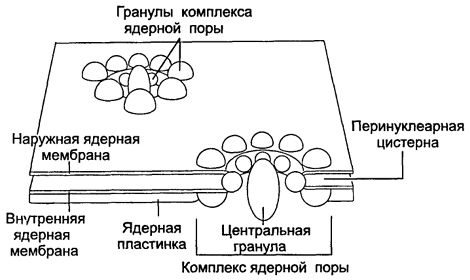 Гранулы комплекса
ядерной поры
Наружная ядерная
мембрана
Перинуклеарная
цистерна
Внутренняя
ядерная мембрана
Ядерная
пластинка
Центральная
гранула
Комплекс ядерной поры